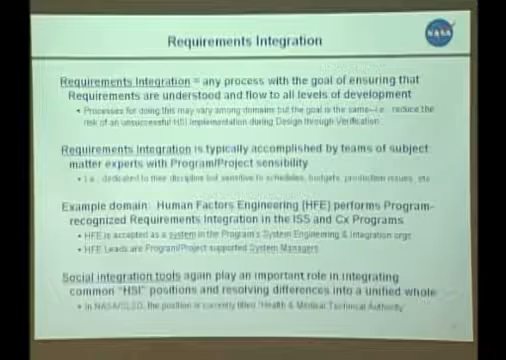 NASA
Requirements Integration
Requirements Integration = any process with the goal of ensuring that
Requirements are understood and flow to all levels of development
• Processes for doing this may vary among domains but the goal is the same--i.e. reduce the
risk of an unsuccessful HSI implementation during Design through Verification
Requirements Integration is typically accomplished by teams of subject
matter experts with Program/Project sensibility
• i.e., dedicated to their discipline but sensitive to schedules, budgets, production issues, etc
Example domain: Human Factors Engineering (HFE) performs Program-
recognized Requirements Integration in the ISS and Cx Programs
• HFE is accepted as a system in the Program's System Engineering & Integration orgs
• HFE Leads are Program/Project supported System Managers
Social integration tools again play an important role in integrating
common "HSI" positions and resolving differences into a unified whole
• In the position is currently titled "Health & Medical Technical Authority"